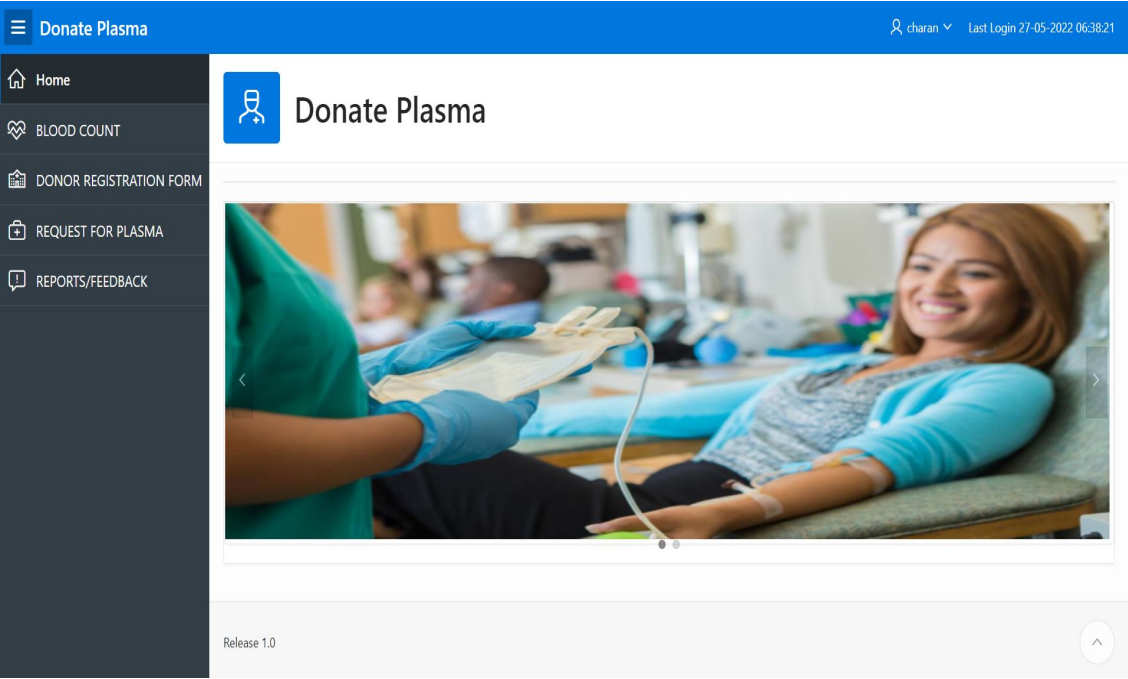 Donate Plasma
charan
Last Login 27-05-2022 06:38:21
Home
BLOOD COUNT
DONOR REGISTRATION FORM
REQUEST FOR PLASMA
REPORTS/FEEDBACK
Donate Plasma
Release 1.0